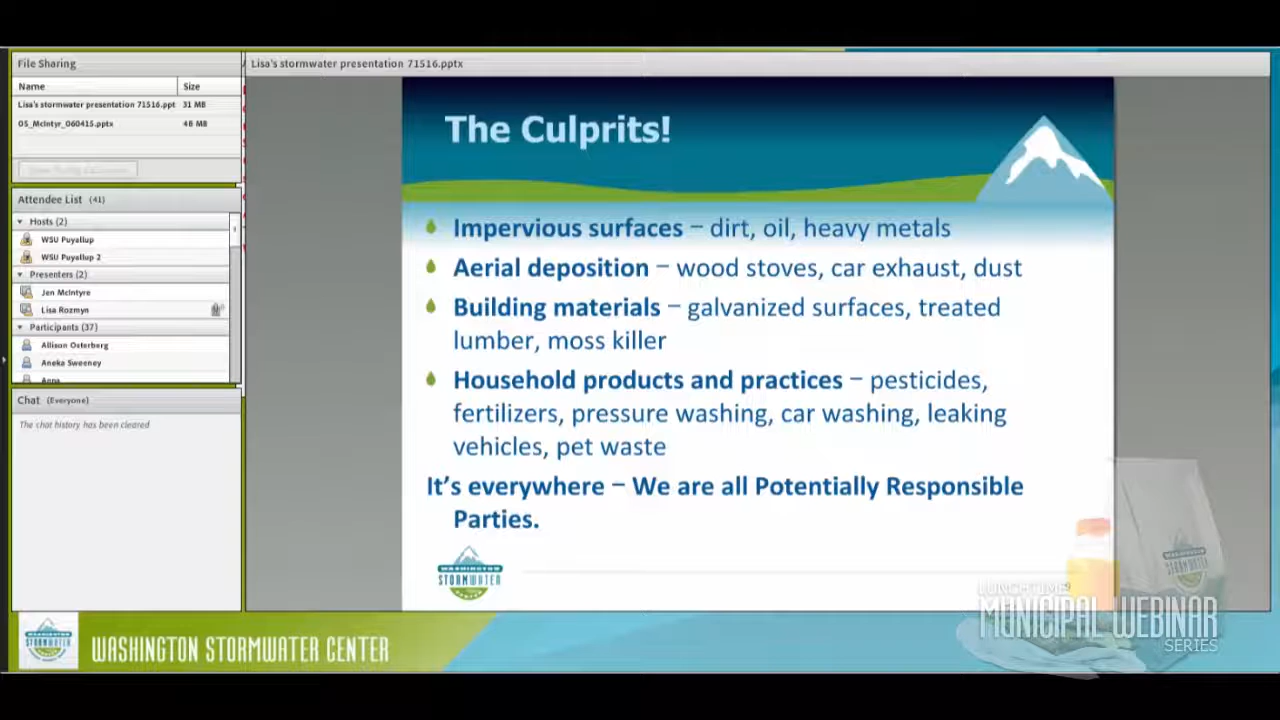 File Sharing
Name Size
Lisa's stormwater presentation 71516.ppt 31 MB
05_McIntyr_060415.pptx 48 MB
Attendee List (41)
Hosts (2)
WSU Puyallup
WSU Puyallup 2
Presenters (2)
Jen McIntyre
Lisa Rozmyn
Participants (37)
Allison Osterberg
Aneka Sweeney
Anna
Chat (Everyone)
The chat history has been cleared
Lisa's stormwater presentation 71516.pptx
The Culprits!
Impervious surfaces – dirt, oil, heavy metals
Aerial deposition – wood stoves, car exhaust, dust
Building materials – galvanized surfaces, treated
lumber, moss killer
Household products and practices – pesticides,
fertilizers, pressure washing, car washing, leaking
vehicles, pet waste
It's everywhere – We are all Potentially Responsible
Parties.
WASHINGTON
STORMWATER
WASHINGTON STORMWATER CENTER
LUNCHTIME
MUNICIPAL WEBINAR
SERIES